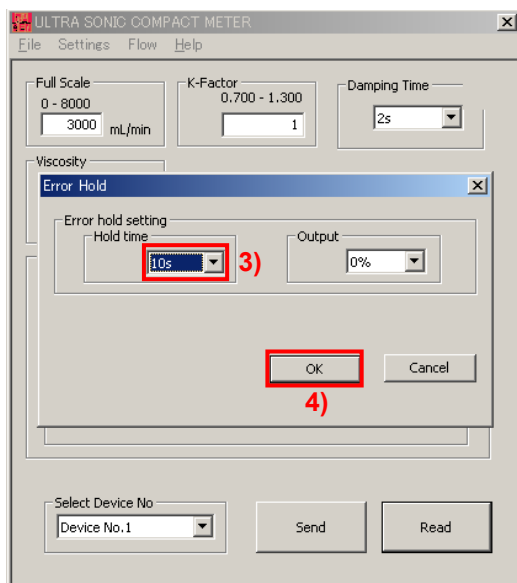 ULTRA SONIC COMPACT METER
File Settings Flow Help
Full Scale
0 - 8000
3000 mL/min
K-Factor
0.700 - 1.300
1
Damping Time
2s
Viscosity
Error Hold
Error hold setting
Hold time
10s
3)
Output
0%
OK
Cancel
4)
Select Device No
Device No.1
Send
Read